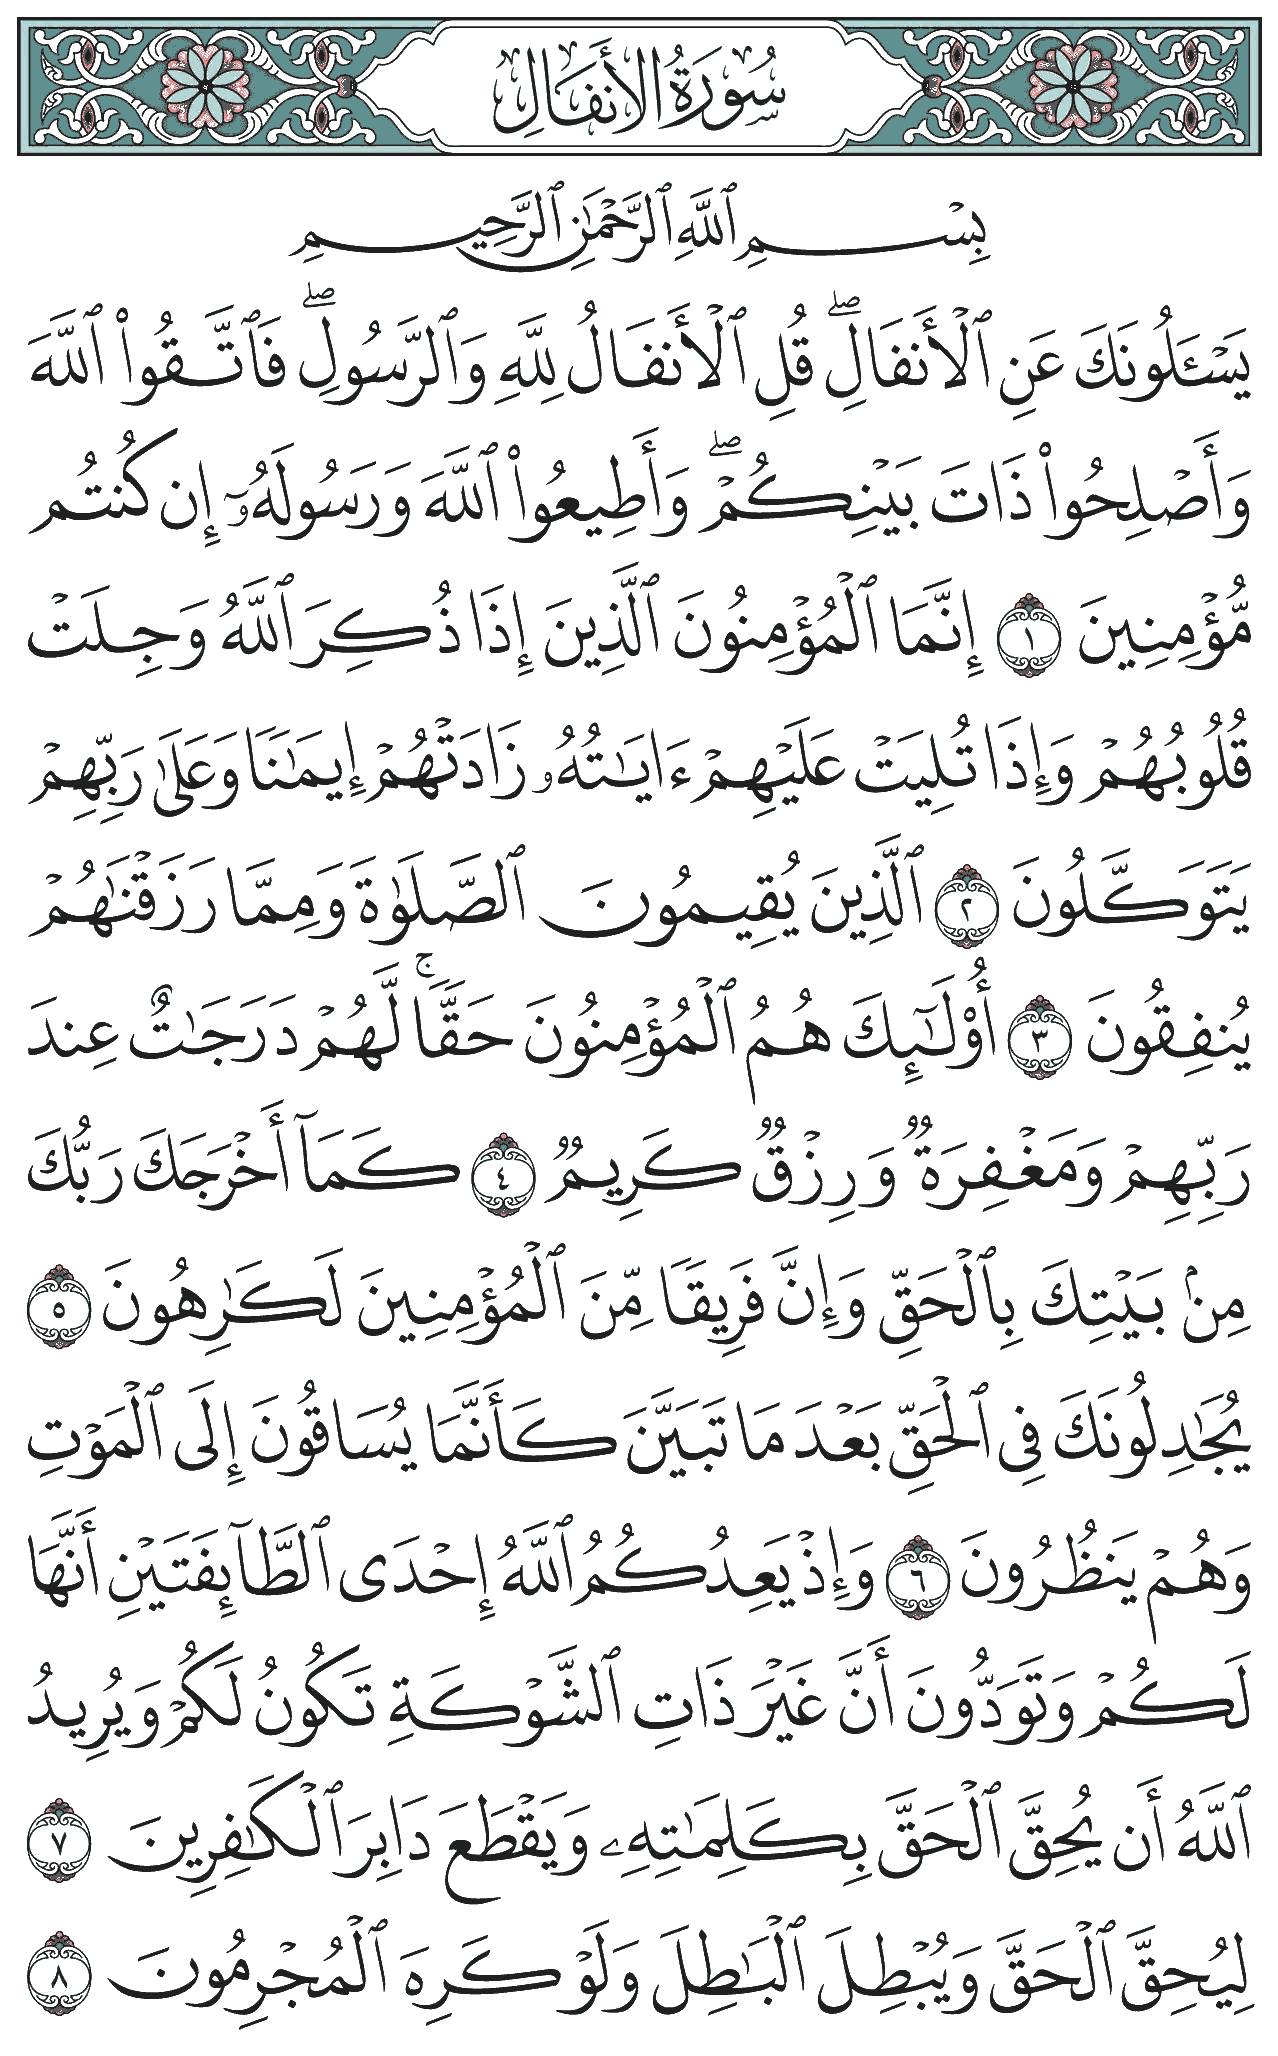 سُورَةُ الأَنفَالِ
بِسۡمِ ٱللَّهِ ٱلرَّحۡمَٰنِ ٱلرَّحِيمِ
يَسۡـَٔلُونَكَ عَنِ ٱلۡأَنفَالِۖ قُلِ ٱلۡأَنفَالُ لِلَّهِ وَٱلرَّسُولِۖ فَٱتَّقُواْ ٱللَّهَ
وَأَصۡلِحُواْ ذَاتَ بَيۡنِكُمۡۖ وَأَطِيعُواْ ٱللَّهَ وَرَسُولَهُۥٓ إِن كُنتُم
مُّؤۡمِنِينَ ١ إِنَّمَا ٱلۡمُؤۡمِنُونَ ٱلَّذِينَ إِذَا ذُكِرَ ٱللَّهُ وَجِلَتۡ
قُلُوبُهُمۡ وَإِذَا تُلِيَتۡ عَلَيۡهِمۡ ءَايَٰتُهُۥ زَادَتۡهُمۡ إِيمَٰنٗا وَعَلَىٰ رَبِّهِمۡ
يَتَوَكَّلُونَ ٢ ٱلَّذِينَ يُقِيمُونَ ٱلصَّلَوٰةَ وَمِمَّا رَزَقۡنَٰهُمۡ
يُنفِقُونَ ٣ أُوْلَٰٓئِكَ هُمُ ٱلۡمُؤۡمِنُونَ حَقّٗاۚ لَّهُمۡ دَرَجَٰتٌ عِندَ
رَبِّهِمۡ وَمَغۡفِرَةٞ وَرِزۡقٞ كَرِيمٞ ٤ كَمَآ أَخۡرَجَكَ رَبُّكَ
مِنۢ بَيۡتِكَ بِٱلۡحَقِّ وَإِنَّ فَرِيقٗا مِّنَ ٱلۡمُؤۡمِنِينَ لَكَٰرِهُونَ ٥
يُجَٰدِلُونَكَ فِي ٱلۡحَقِّ بَعۡدَ مَا تَبَيَّنَ كَأَنَّمَا يُسَاقُونَ إِلَى ٱلۡمَوۡتِ
وَهُمۡ يَنظُرُونَ ٦ وَإِذۡ يَعِدُكُمُ ٱللَّهُ إِحۡدَى ٱلطَّآئِفَتَيۡنِ أَنَّهَا
لَكُمۡ وَتَوَدُّونَ أَنَّ غَيۡرَ ذَاتِ ٱلشَّوۡكَةِ تَكُونُ لَكُمۡ وَيُرِيدُ
ٱللَّهُ أَن يُحِقَّ ٱلۡحَقَّ بِكَلِمَٰتِهِۦ وَيَقۡطَعَ دَابِرَ ٱلۡكَٰفِرِينَ ٧
لِيُحِقَّ ٱلۡحَقَّ وَيُبۡطِلَ ٱلۡبَٰطِلَ وَلَوۡ كَرِهَ ٱلۡمُجۡرِمُونَ ٨